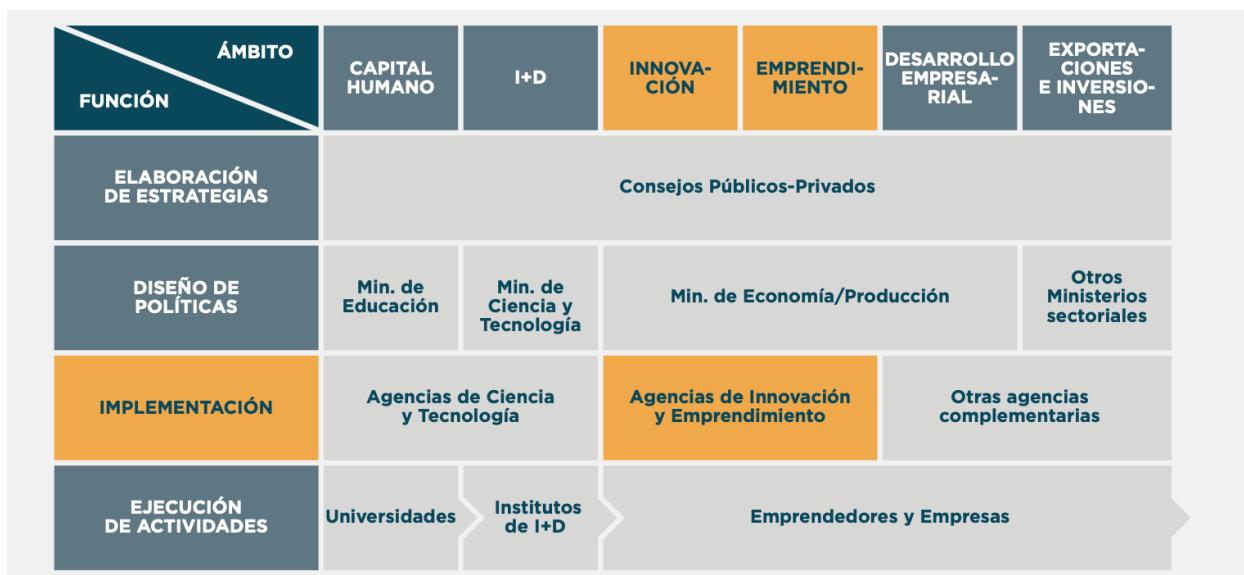 ÁMBITO
FUNCIÓN
CAPITAL
HUMANO
I+D
INNOVA-
CIÓN
EMPRENDI-
MIENTO
DESARROLLO
EMPRESA-
RIAL
EXPORTA-
CIONES
E INVERSIO-
NES
ELABORACIÓN
DE ESTRATEGIAS
Consejos Públicos-Privados
DISEÑO DE
POLÍTICAS
Min. de
Educación
Min. de
Ciencia y
Tecnología
Min. de Economía/Producción
Otros
Ministerios
sectoriales
IMPLEMENTACIÓN
Agencias de Ciencia
y Tecnología
Agencias de Innovación
y Emprendimiento
Otras agencias
complementarias
EJECUCIÓN
DE ACTIVIDADES
Universidades
Institutos
de I+D
Emprendedores y Empresas